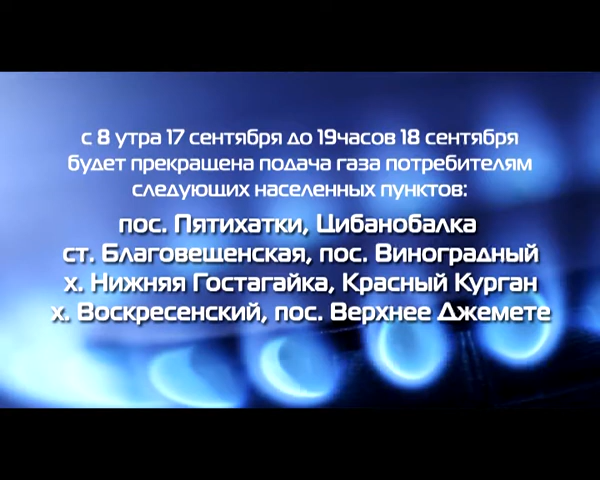 с 8 утра 17 сентября до 19часов 18 сентября
будет прекращена подача газа потребителям
следующих населенных пунктов:
пос. Пятихатки, Цибанобалка
ст. Благовещенская, пос. Виноградный
х. Нижняя Гостагайка, Красный Курган
х. Воскресенский, пос. Верхнее Джемете